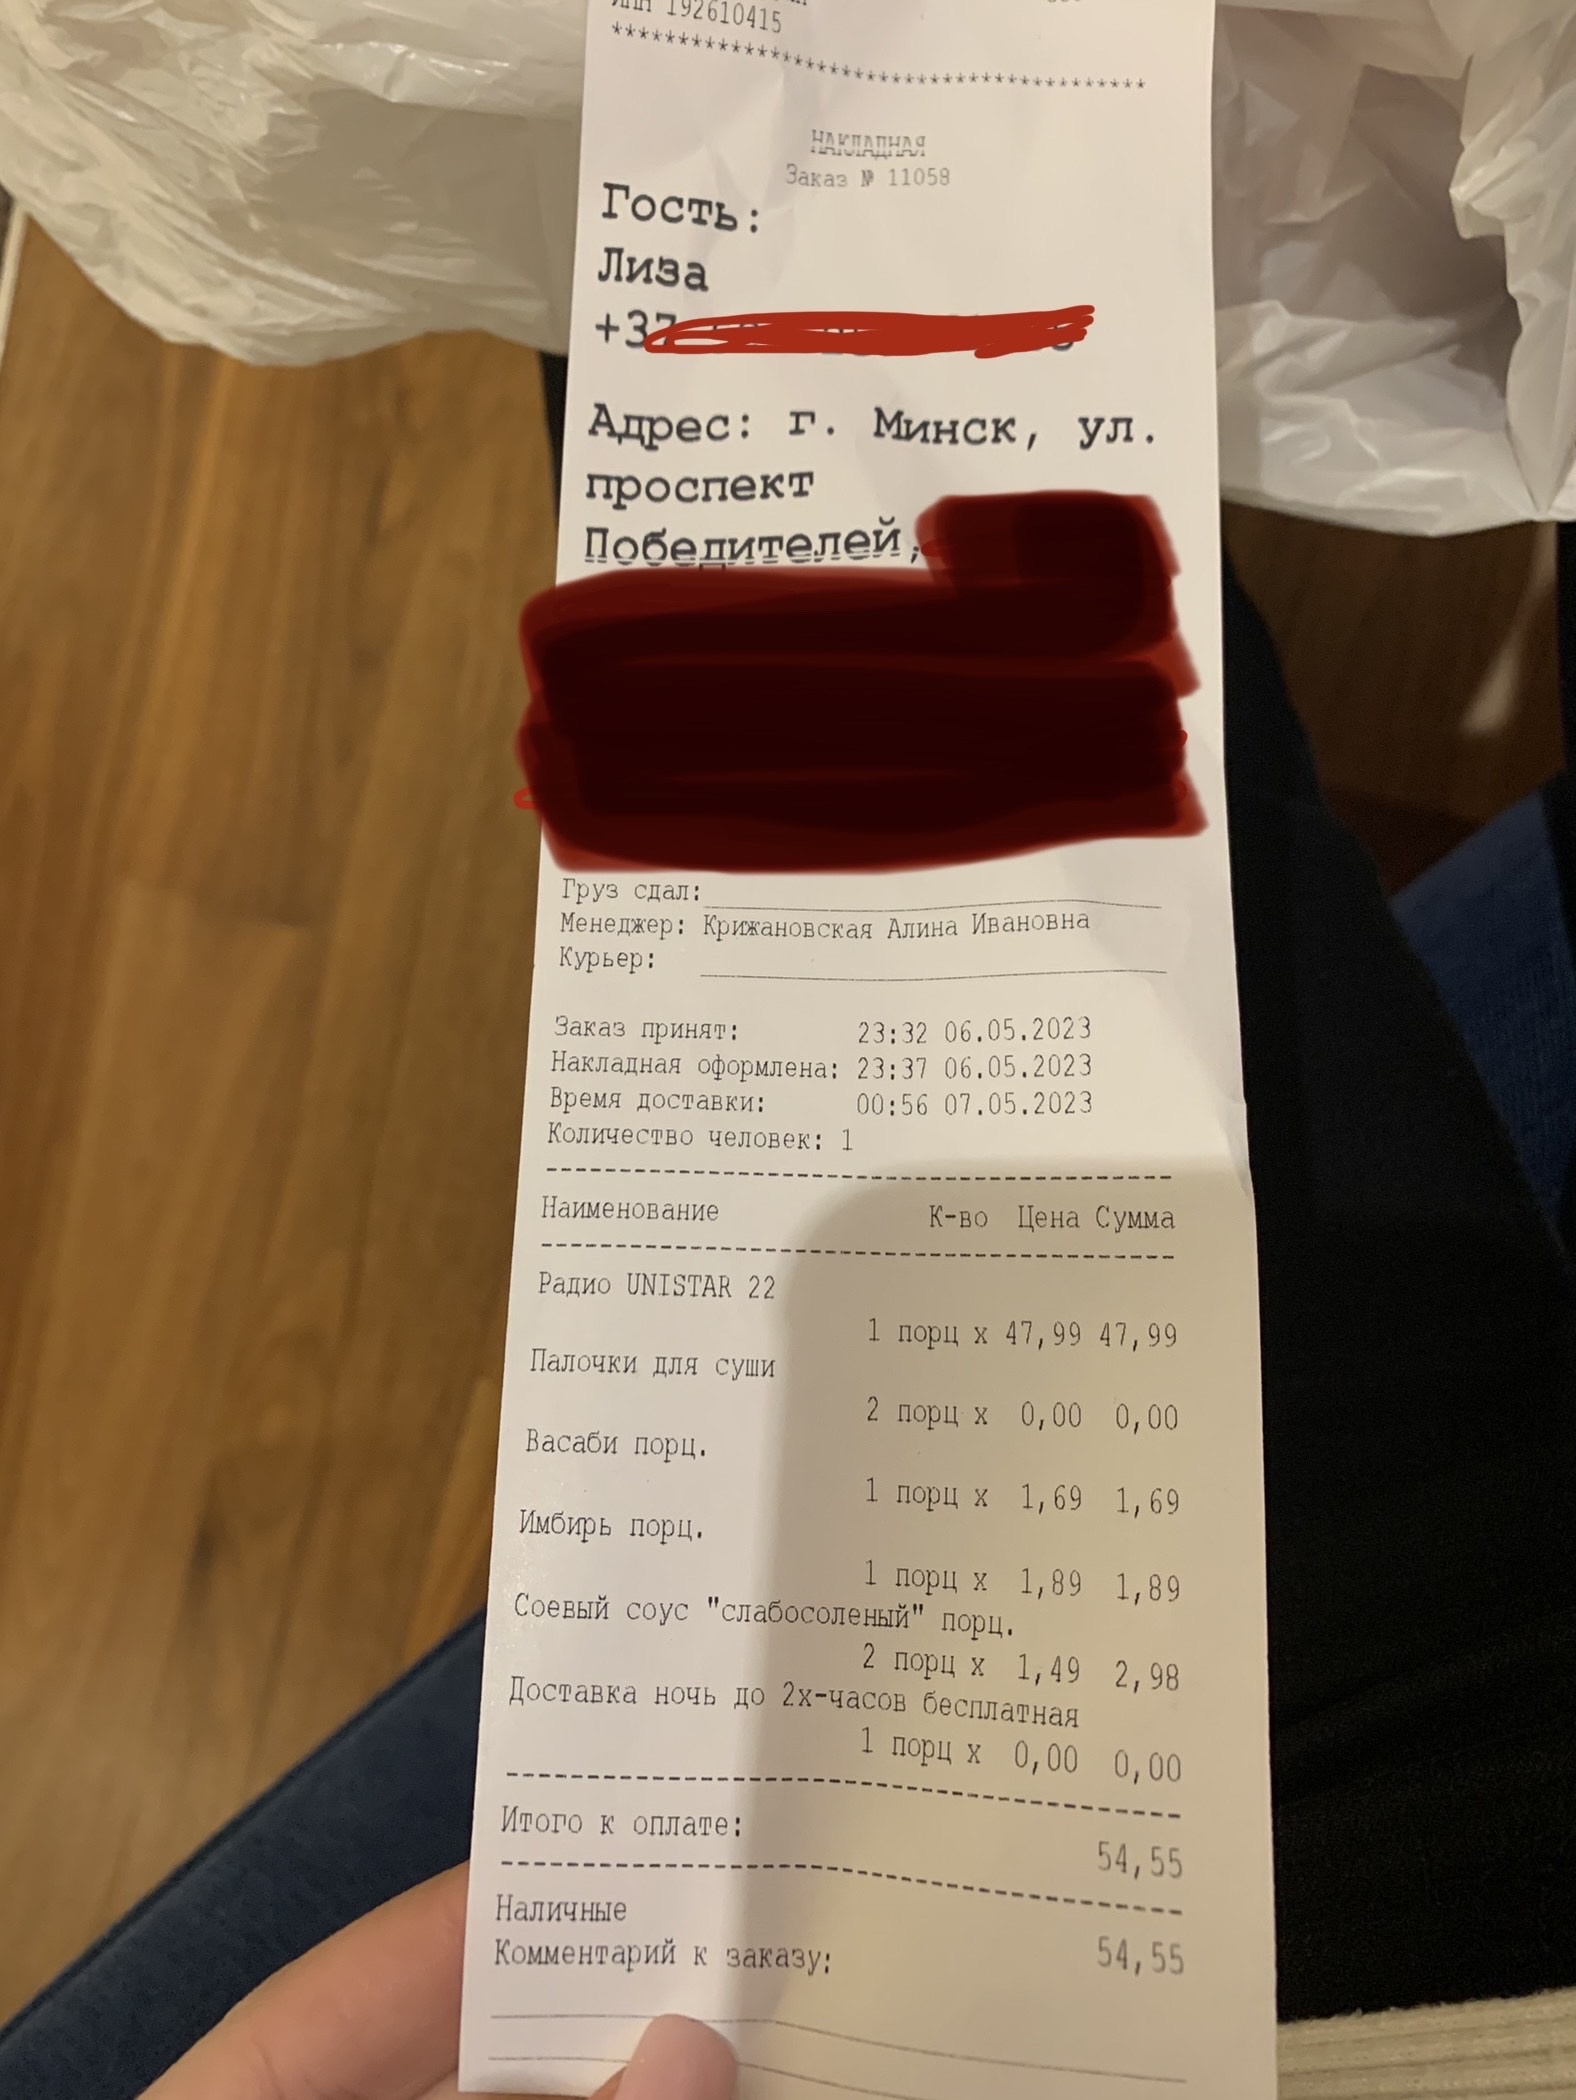 ИНН 192610415
****************************************
НАКЛАДНАЯ
Заказ № 11058
Гость:
Лиза
+37
Адрес: г. Минск, ул.
проспект
Победителей,
Груз сдал:
Менеджер: Крижановская Алина Ивановна
Курьер:
Заказ принят: 23:32 06.05.2023
Накладная оформлена: 23:37 06.05.2023
Время доставки: 00:56 07.05.2023
Количество человек: 1
Наименование К-во Цена Сумма
Радио UNISTAR 22
1 порц x 47,99 47,99
Палочки для суши
2 порц x 0,00 0,00
Васаби порц.
1 порц x 1,69 1,69
Имбирь порц.
1 порц x 1,89 1,89
Соевый соус "слабосоленый" порц.
2 порц x 1,49 2,98
Доставка ночь до 2х-часов бесплатная
1 порц x 0,00 0,00
Итого к оплате:
54,55
Наличные
54,55
Комментарий к заказу: